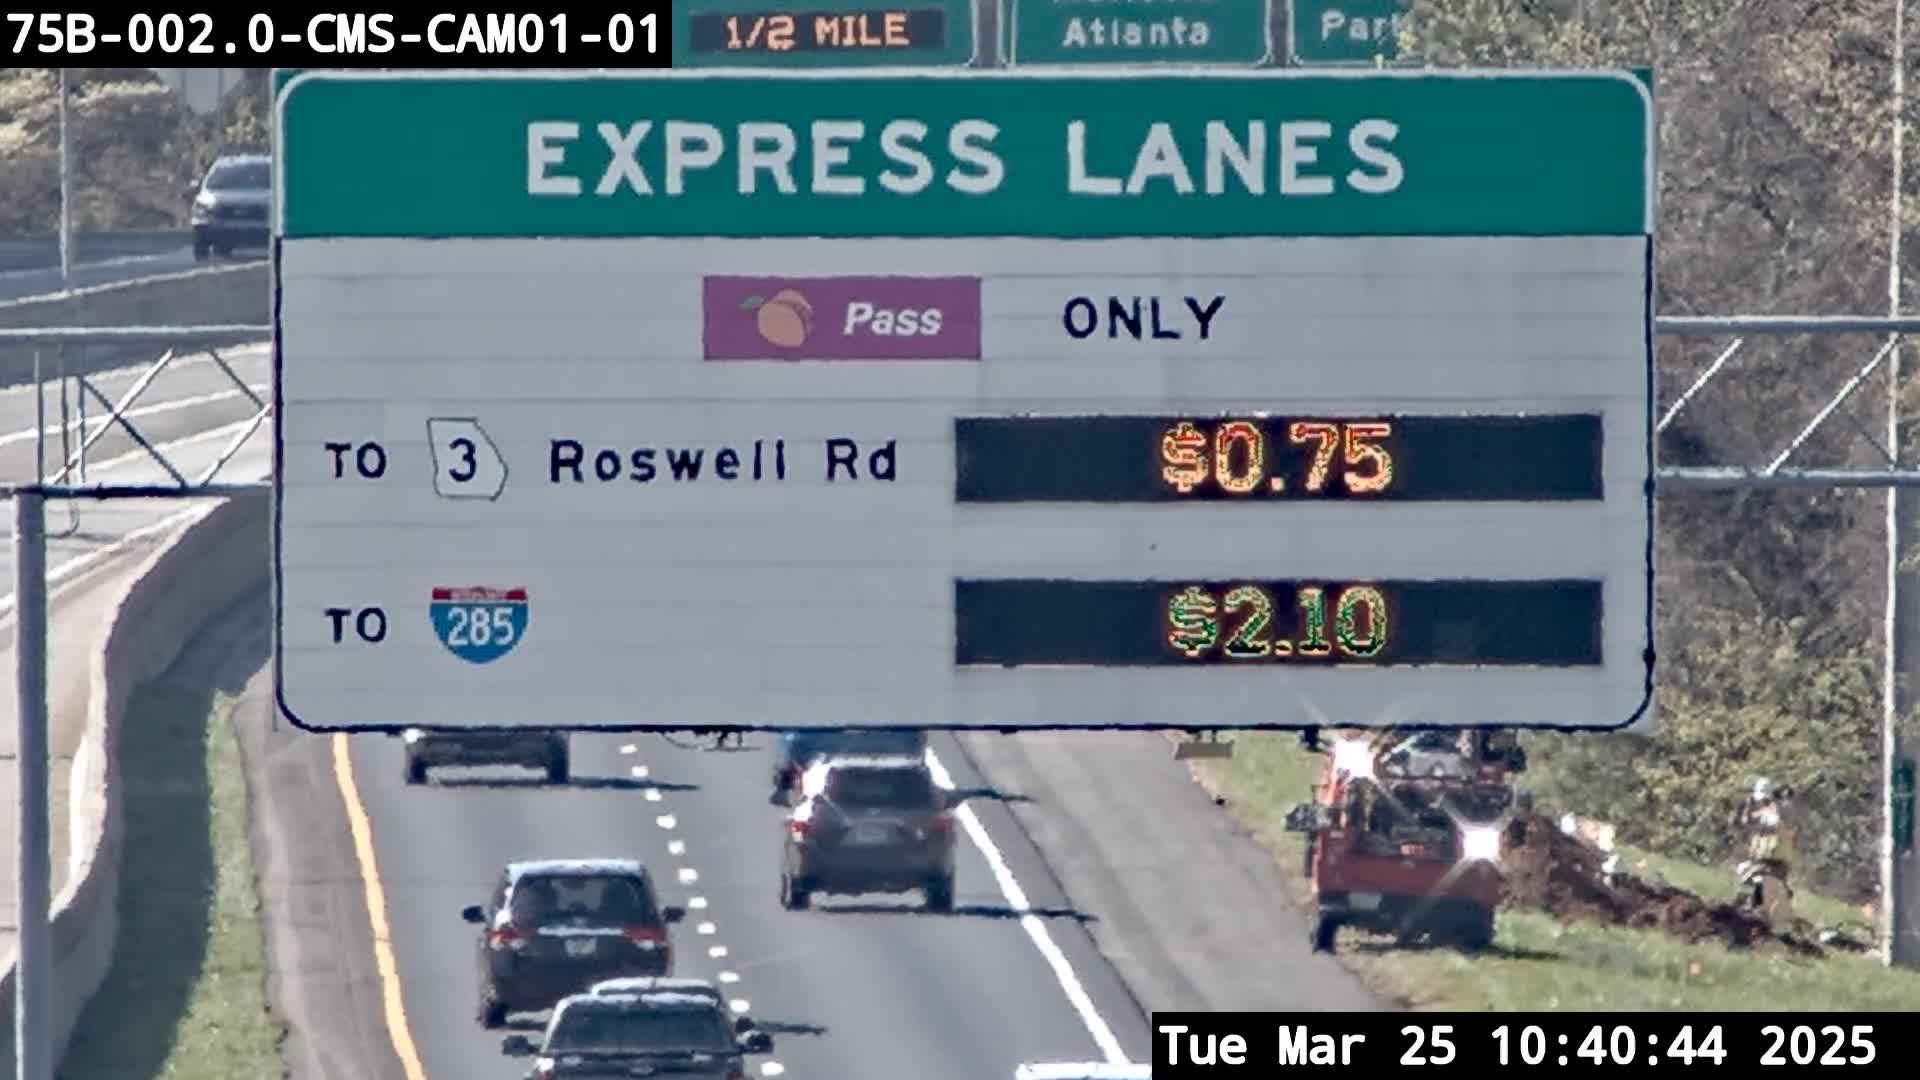 75B-002.0-CMS-CAM01-01
1/2 MILE
Atlanta
EXPRESS LANES
Pass ONLY
TO 3 Roswell Rd $0.75
TO 285 $2.10
Tue Mar 25 10:40:44 2025